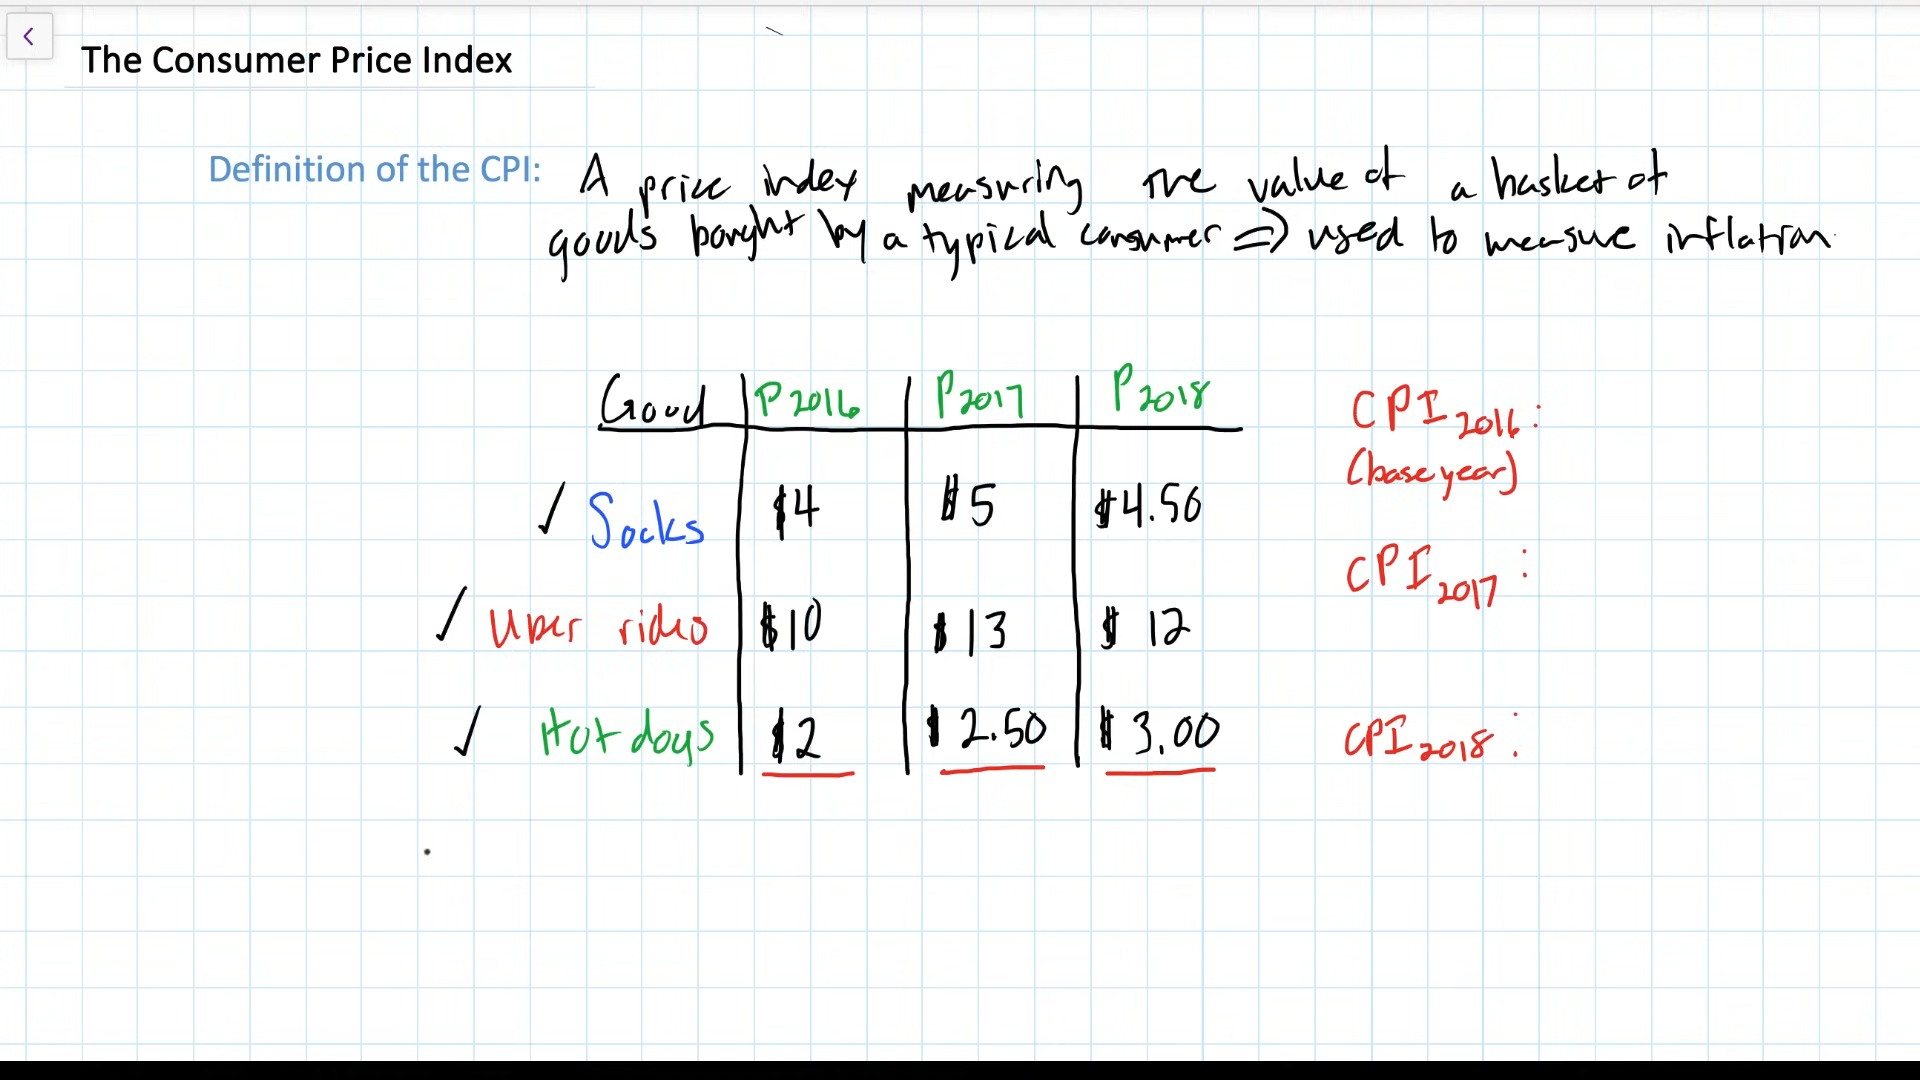 The Consumer Price Index
Definition of the CPI: A price index measuring the value of a basket of
goods bought by a typical consumer => used to measure inflation.
Good P2016 P2017 P2018
CPI2016:
(base year)
✓ Socks $4 $5 $4.50
CPI2017:
✓ Uber rides $10 $13 $12
✓ Hot dogs $2 $2.50 $3.00
CPI2018: